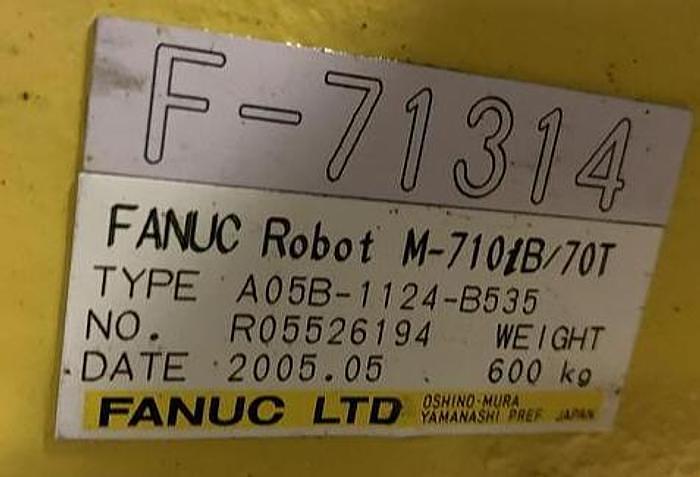 F-71314
FANUC Robot M-710iB/70T
TYPE A05B-1124-B535
NO. R05526194 WEIGHT
DATE 2005.05 600 kg
FANUC LTD OSHINO-MURA
YAMANASHI PREF. JAPAN